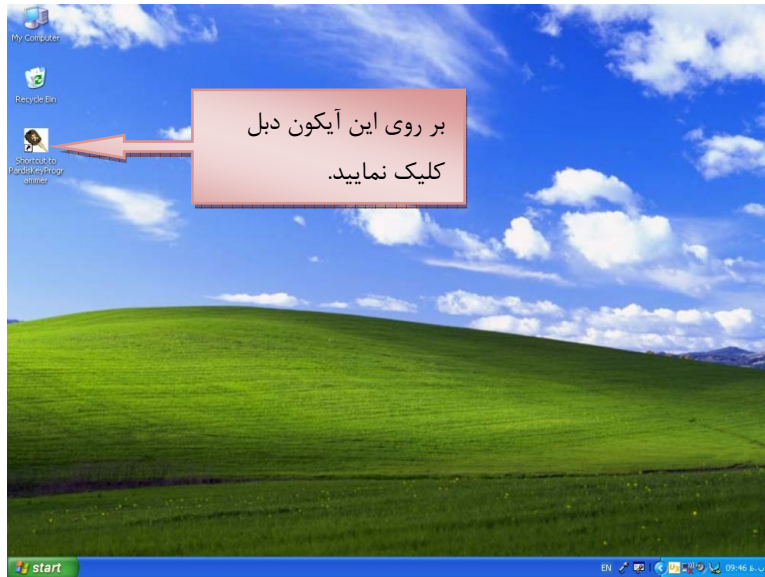 My Computer
Recycle Bin
Shortcut to
PardisKeyProgr
ammer
بر روی این آیکون دبل
کلیک نمایید.
start
EN
09:46 ب.ظ